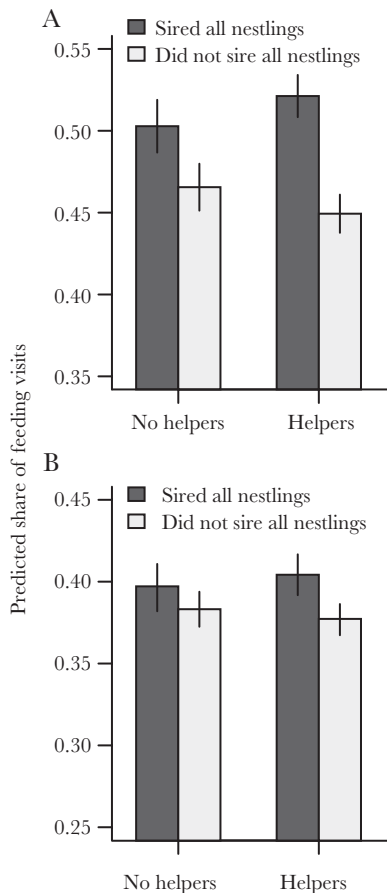 A
Sired all nestlings
Did not sire all nestlings
0.55
0.50
0.45
0.40
0.35
No helpers
Helpers
Predicted share of feeding visits
B
Sired all nestlings
Did not sire all nestlings
0.45
0.40
0.35
0.30
0.25
No helpers
Helpers